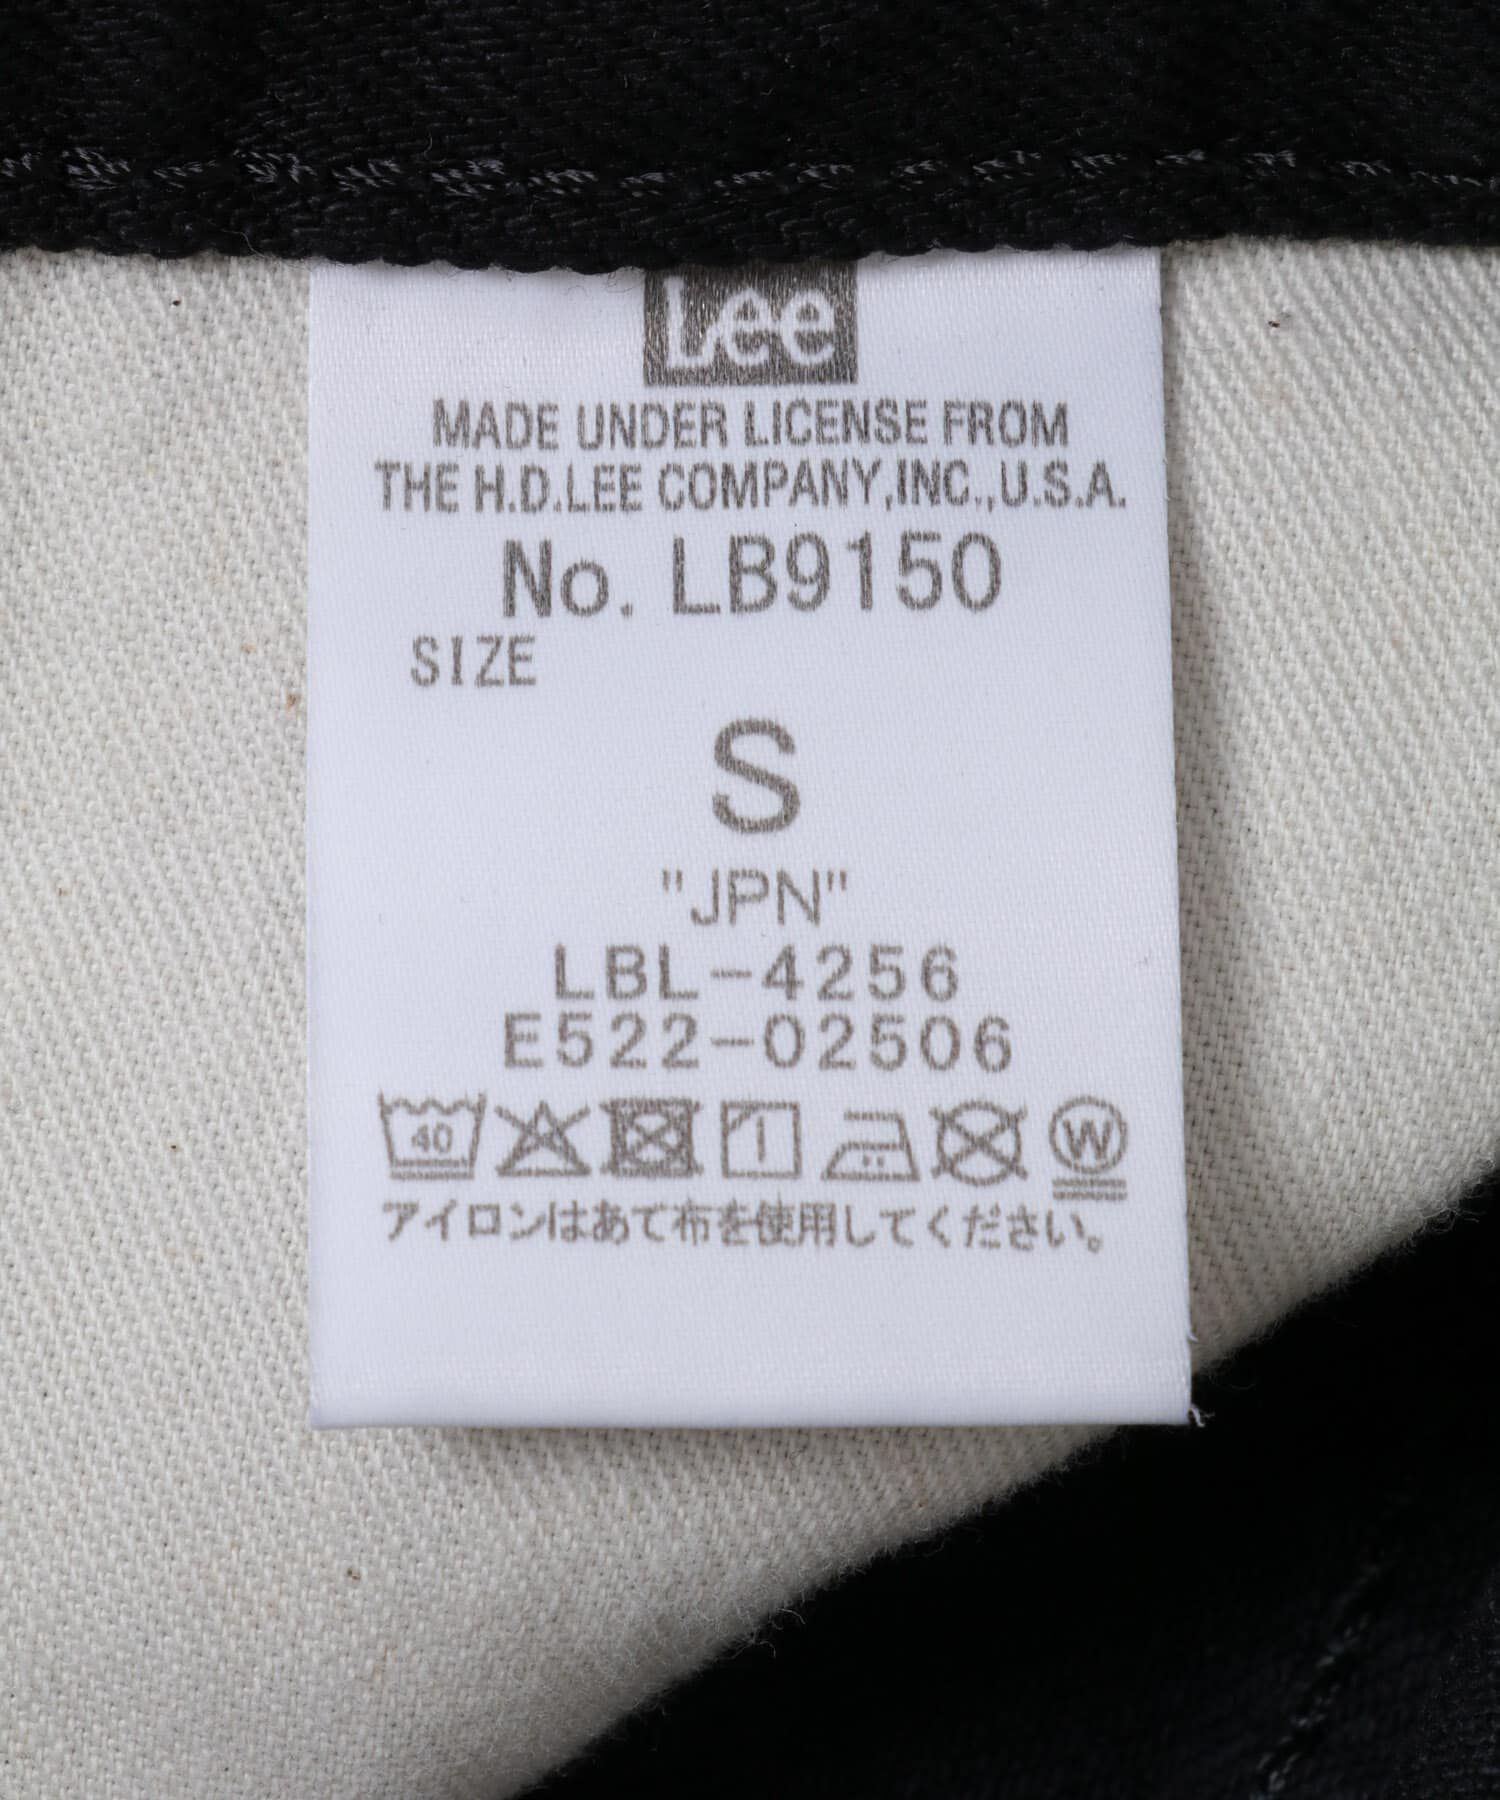 Lee
MADE UNDER LICENSE FROM
THE H.D.LEE COMPANY,INC.,U.S.A.
No. LB9150
SIZE
S
"JPN"
LBL-4256
E522-02506
40 W
アイロンはあて布を使用してください。